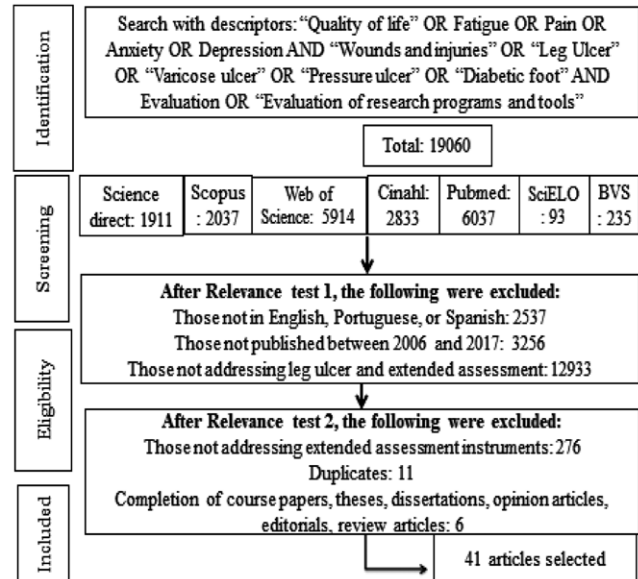 Identification
Search with descriptors: “Quality of life” OR Fatigue OR Pain OR
Anxiety OR Depression AND “Wounds and injuries” OR “Leg Ulcer”
OR “Varicose ulcer” OR “Pressure ulcer” OR “Diabetic foot” AND
Evaluation OR “Evaluation of research programs and tools”
Total: 19060
Screening
Science
direct: 1911
Scopus
: 2037
Web of
Science: 5914
Cinahl:
2833
Pubmed:
6037
SciELO
: 93
BVS
: 235
After Relevance test 1, the following were excluded:
Those not in English, Portuguese, or Spanish: 2537
Those not published between 2006 and 2017: 3256
Those not addressing leg ulcer and extended assessment: 12933
Eligibility
After Relevance test 2, the following were excluded:
Those not addressing extended assessment instruments: 276
Duplicates: 11
Completion of course papers, theses, dissertations, opinion articles,
editorials, review articles: 6
Included
41 articles selected